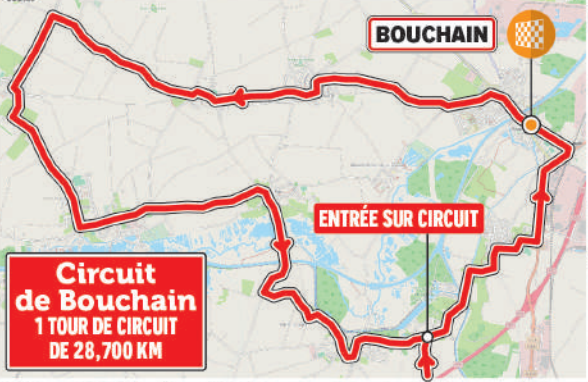 BOUCHAIN
ENTRÉE SUR CIRCUIT
Circuit
de Bouchain
1 TOUR DE CIRCUIT
DE 28,700 KM